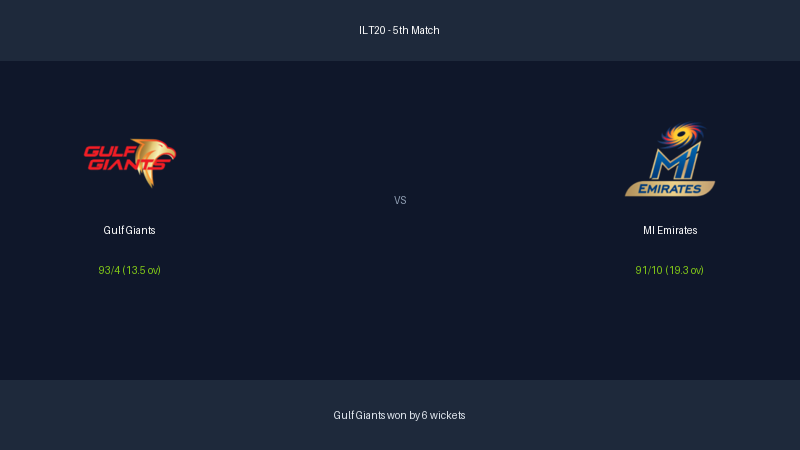 ILT20 - 5th Match
GULF
GIANTS
MI
EMIRATES
VS
Gulf Giants
MI Emirates
93/4 (13.5 ov)
91/10 (19.3 ov)
Gulf Giants won by 6 wickets